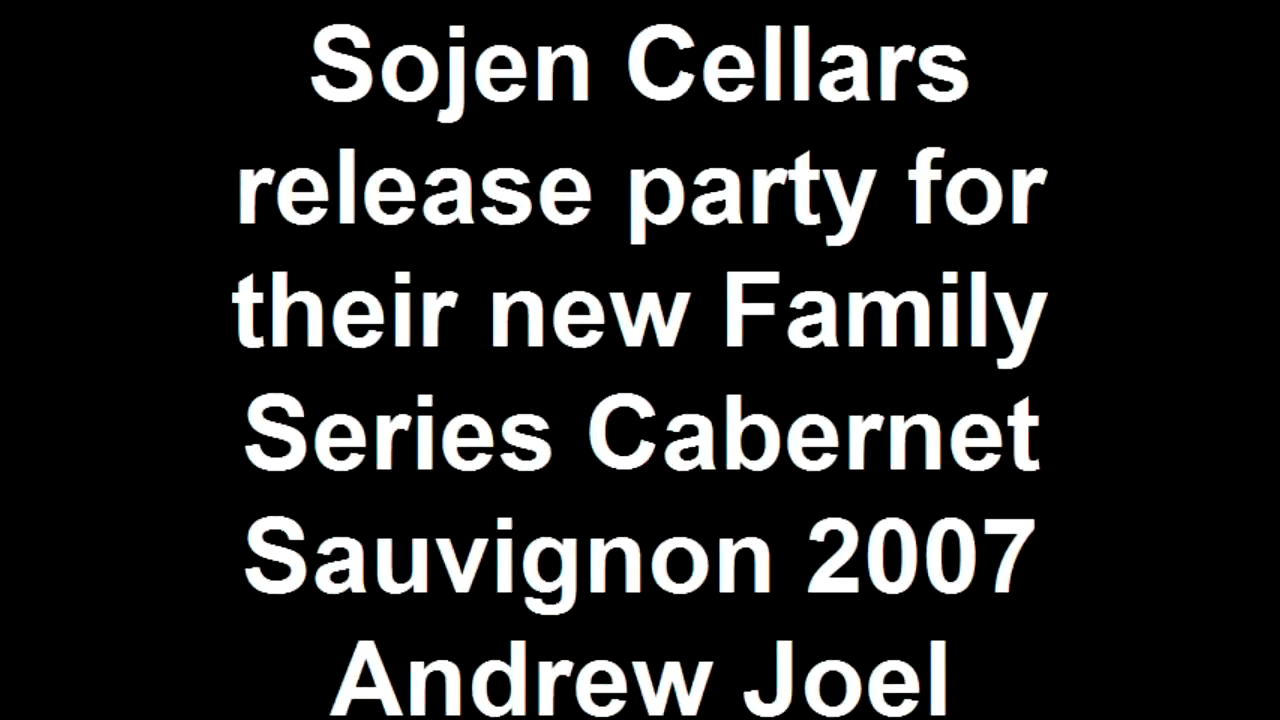 Sojen Cellars
release party for
their new Family
Series Cabernet
Sauvignon 2007
Andrew Joel